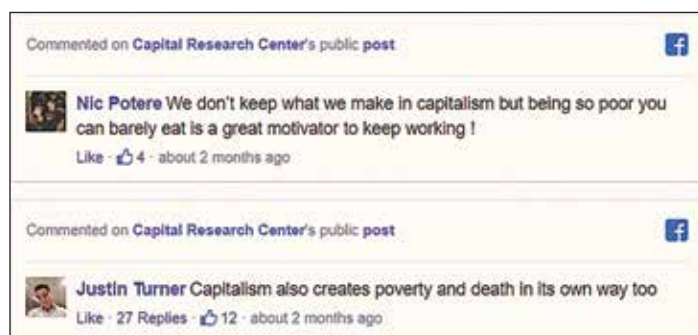 Commented on Capital Research Center's public post
Nic Potere We don't keep what we make in capitalism but being so poor you
can barely eat is a great motivator to keep working !
Like · 4 · about 2 months ago
Commented on Capital Research Center's public post
Justin Turner Capitalism also creates poverty and death in its own way too
Like · 27 Replies · 12 · about 2 months ago